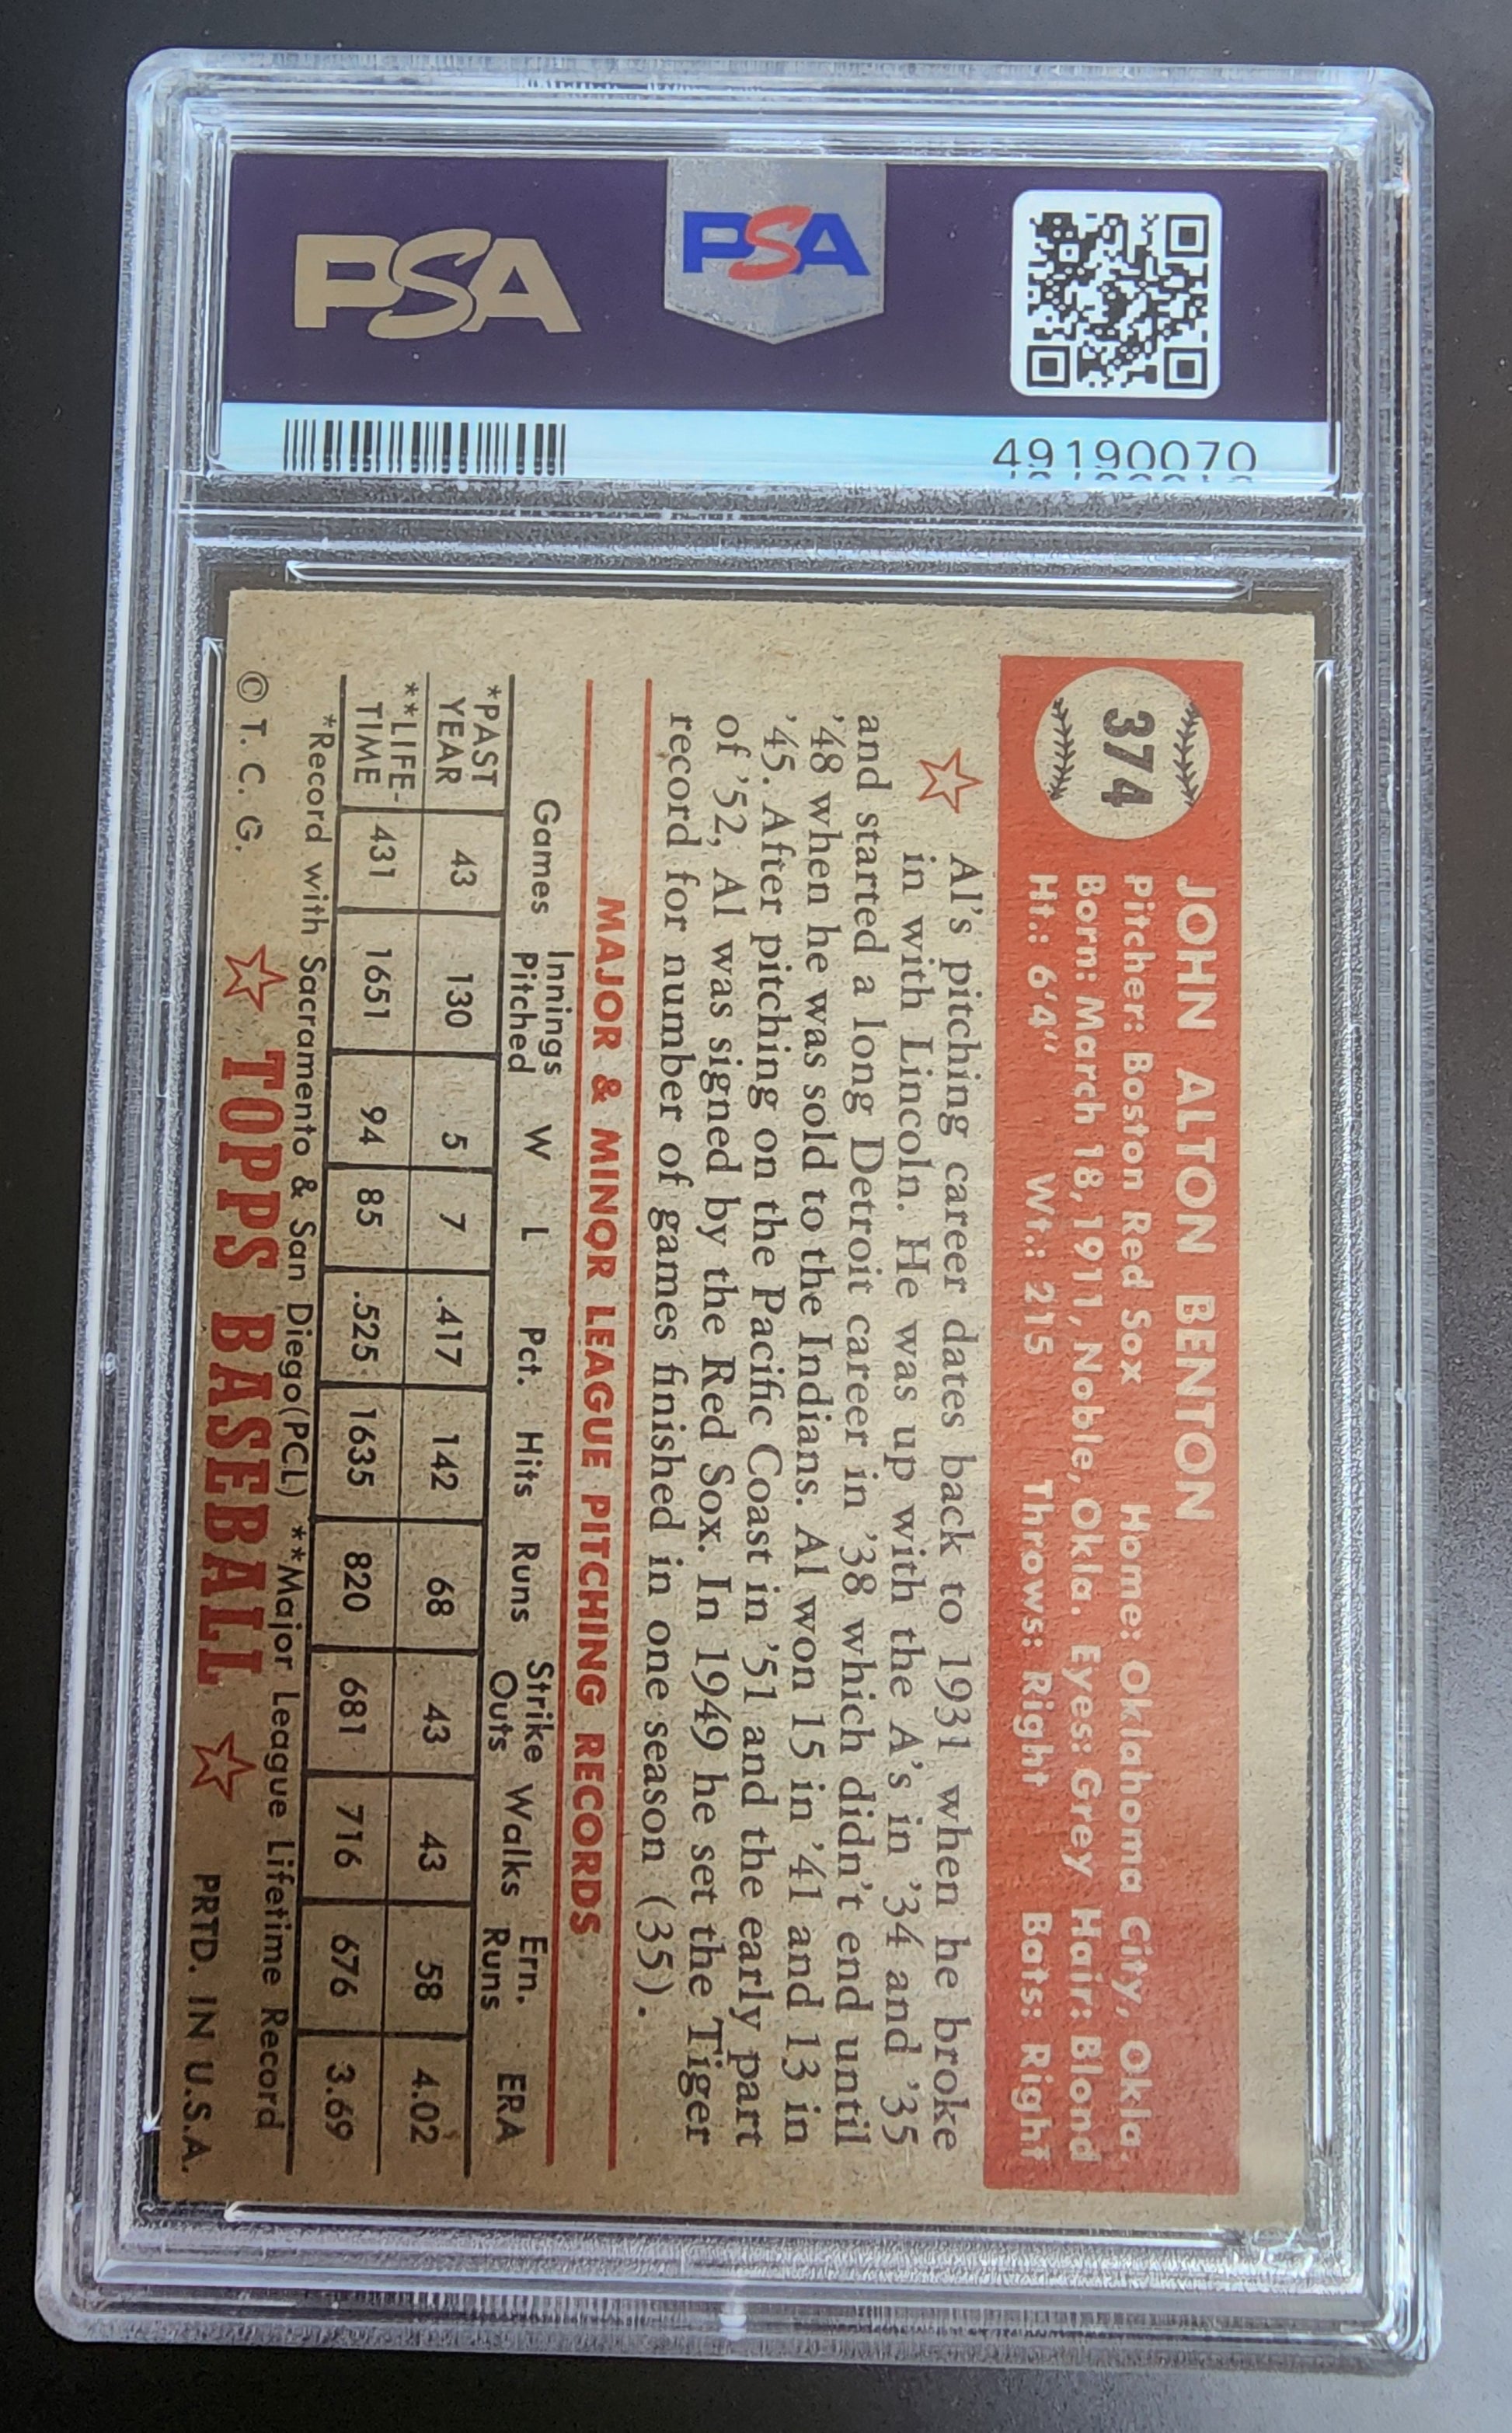 PSA
PSA
49190070
374
JOHN ALTON BENTON
Pitcher: Boston Red Sox Home: Oklahoma City, Okla.
Born: March 18, 1911, Noble, Okla. Eyes: Grey Hair: Blond
Ht.: 6'4" Wt.: 215 Throws: Right Bats: Right
Al's pitching career dates back to 1931 when he broke
in with Lincoln. He was up with the A's in '34 and '35
and started a long Detroit career in '38 which didn't end until
'48 when he was sold to the Indians. Al won 15 in '41 and 13 in
'45. After pitching on the Pacific Coast in '51 and the early part
of '52, Al was signed by the Red Sox. In 1949 he set the Tiger
record for number of games finished in one season (35).
MAJOR & MINOR LEAGUE PITCHING RECORDS
Games Innings Pitched W L Pct. Hits Runs Strike Outs Walks Ern. Runs ERA
*PAST YEAR 43 130 5 7 .417 142 68 43 43 58 4.02
**LIFE-TIME 431 1651 94 85 .525 1635 820 681 716 676 3.69
*Record with Sacramento & San Diego(PCL) **Major League Lifetime Record
© T. C. G. TOPPS BASEBALL PRTD. IN U.S.A.